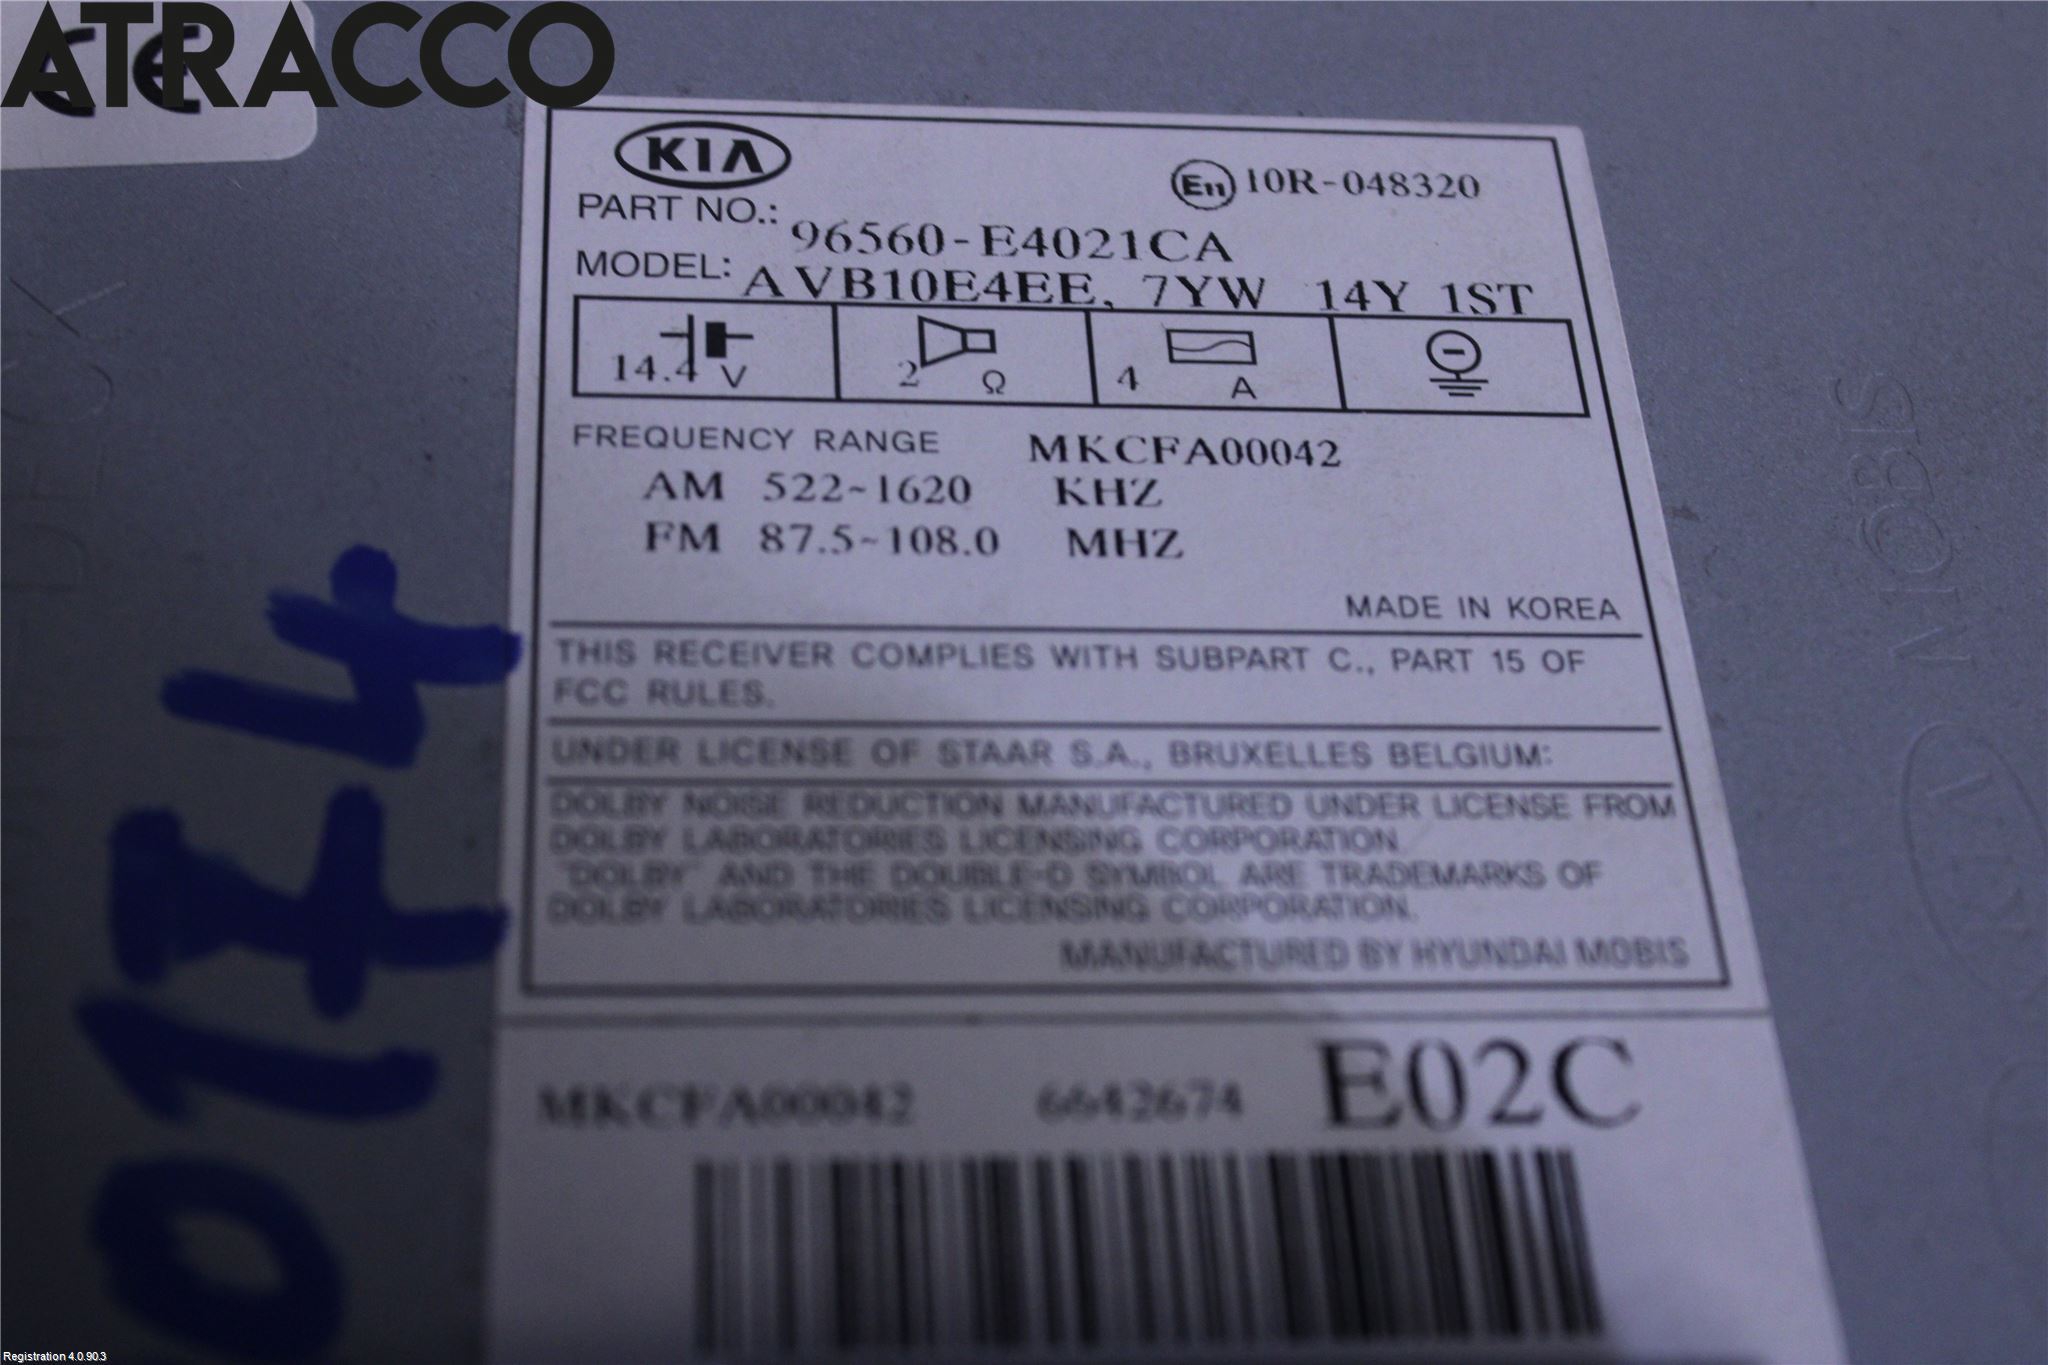 ATRACCO
CE
KIA
E11 10R-048320
PART NO.: 96560-E4021CA
MODEL: AVB10E4EE, 7YW 14Y 1ST
14.4 V 2 Ω 4 A
FREQUENCY RANGE MKCFA00042
AM 522~1620 KHZ
FM 87.5~108.0 MHZ
MADE IN KOREA
THIS RECEIVER COMPLIES WITH SUBPART C., PART 15 OF
FCC RULES.
UNDER LICENSE OF STAAR S.A., BRUXELLES BELGIUM:
DOLBY NOISE REDUCTION MANUFACTURED UNDER LICENSE FROM
DOLBY LABORATORIES LICENSING CORPORATION.
"DOLBY" AND THE DOUBLE-D SYMBOL ARE TRADEMARKS OF
DOLBY LABORATORIES LICENSING CORPORATION.
MANUFACTURED BY HYUNDAI MOBIS
MKCFA00042 6642674 E02C
MOBIS
Registration 4.0.90.3